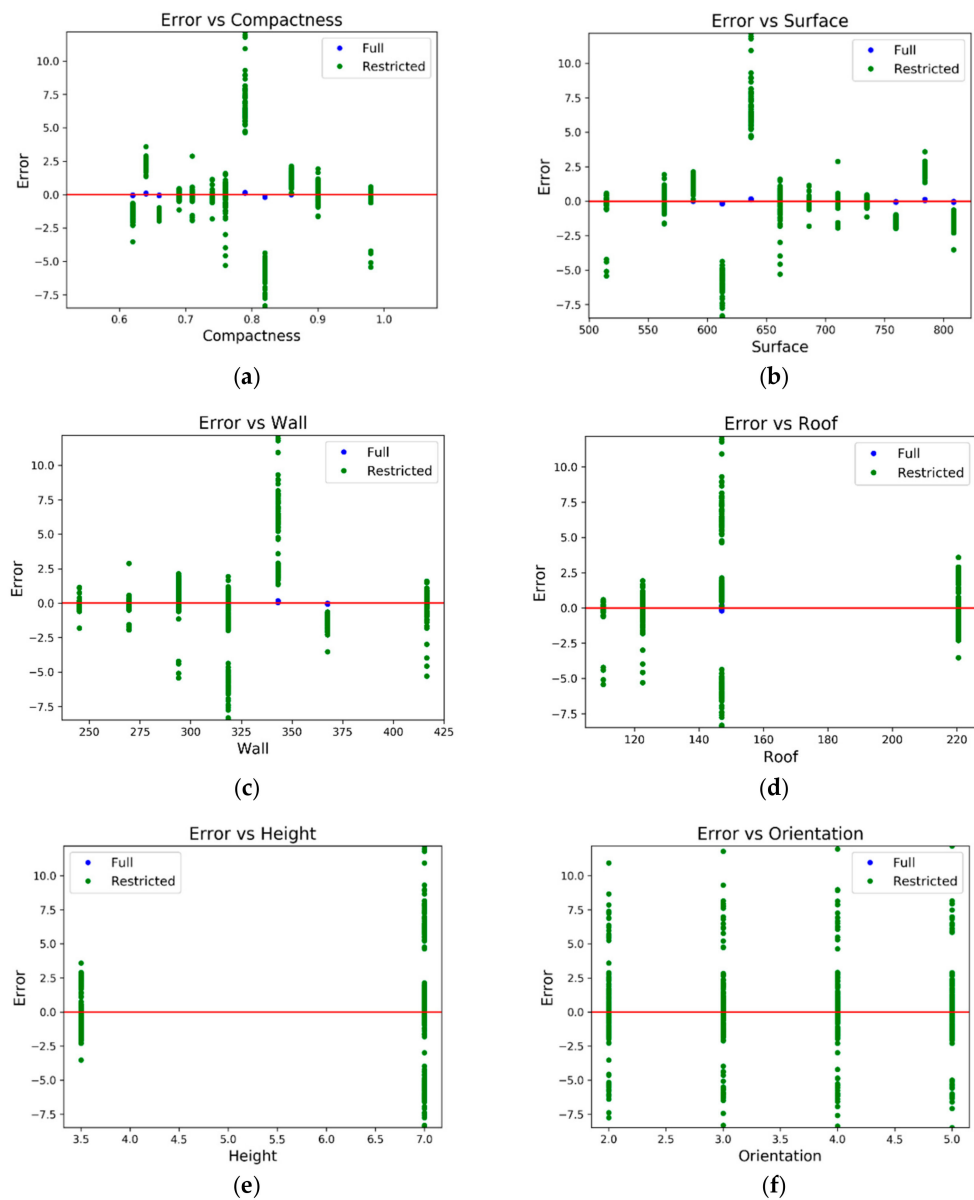 Error vs Compactness
Full
Restricted
10.0
7.5
5.0
2.5
0.0
−2.5
−5.0
−7.5
Error
0.6 0.7 0.8 0.9 1.0
Compactness
(a)
Error vs Surface
Full
Restricted
10.0
7.5
5.0
2.5
0.0
−2.5
−5.0
−7.5
Error
500 550 600 650 700 750 800
Surface
(b)
Error vs Wall
Full
Restricted
10.0
7.5
5.0
2.5
0.0
−2.5
−5.0
−7.5
Error
250 275 300 325 350 375 400 425
Wall
(c)
Error vs Roof
Full
Restricted
10.0
7.5
5.0
2.5
0.0
−2.5
−5.0
−7.5
Error
120 140 160 180 200 220
Roof
(d)
Error vs Height
Full
Restricted
10.0
7.5
5.0
2.5
0.0
−2.5
−5.0
−7.5
Error
3.5 4.0 4.5 5.0 5.5 6.0 6.5 7.0
Height
(e)
Error vs Orientation
Full
Restricted
10.0
7.5
5.0
2.5
0.0
−2.5
−5.0
−7.5
Error
2.0 2.5 3.0 3.5 4.0 4.5 5.0
Orientation
(f)